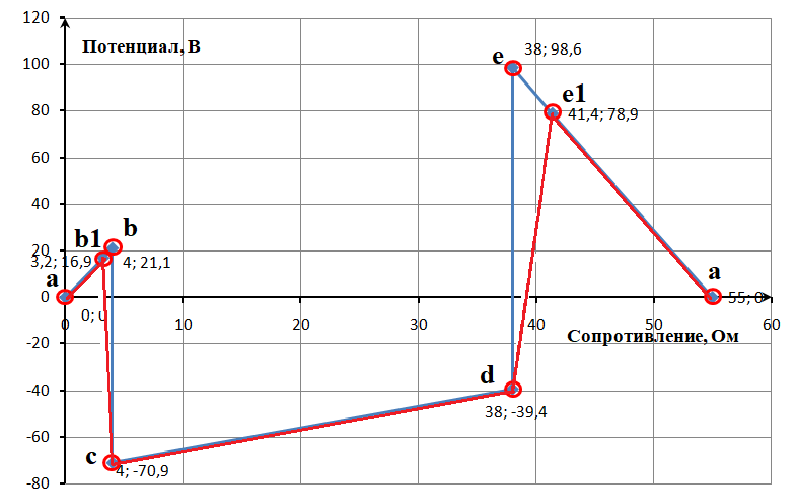 120
Потенциал, В
e
38; 98,6
100
e1
80
41,4; 78,9
60
40
b
b1
20
3,2; 16,9
4; 21,1
a
a
0
55; 0
0; 0
0
10
20
30
40
50
60
Сопротивление, Ом
-20
d
-40
38; -39,4
-60
c
4; -70,9
-80